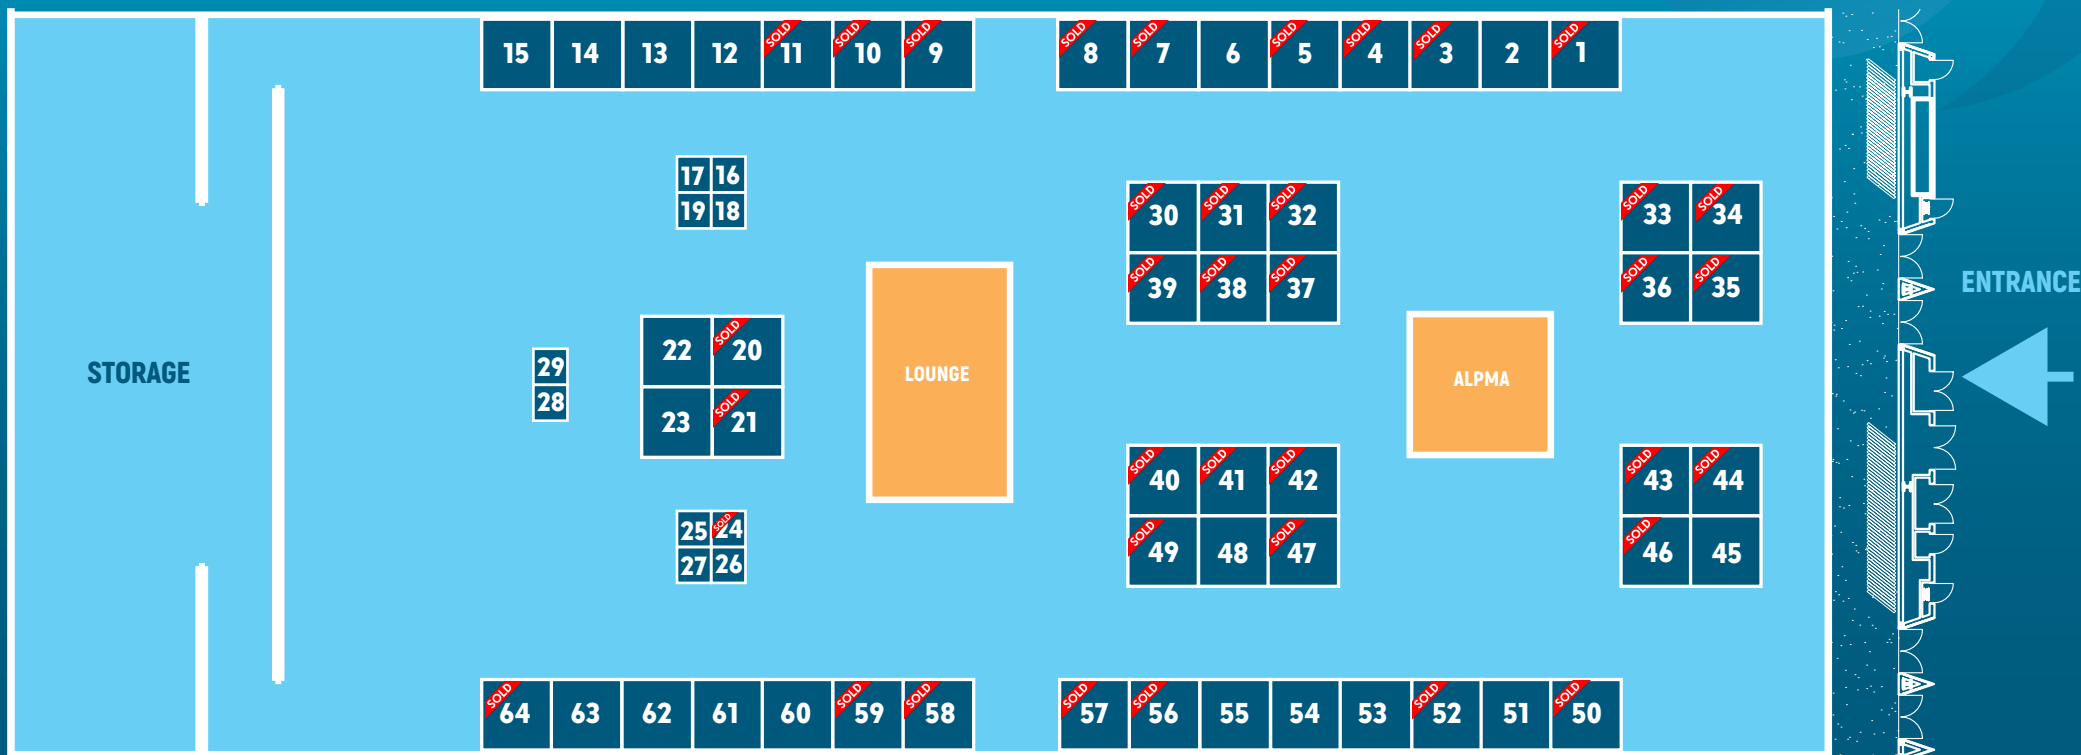 15 14 13 12 SOLD 11 SOLD 10 SOLD 9 SOLD 8 SOLD 7 6 SOLD 5 SOLD 4 SOLD 3 2 SOLD 1
17 16
19 18
SOLD 30 SOLD 31 SOLD 32 SOLD 33 SOLD 34
SOLD 39 SOLD 38 SOLD 37 SOLD 36 SOLD 35
ENTRANCE
STORAGE
29
28
22 SOLD 20
23 SOLD 21
LOUNGE
ALPMA
SOLD 40 SOLD 41 SOLD 42 SOLD 43 SOLD 44
SOLD 49 48 SOLD 47 SOLD 46 45
25 SOLD 24
27 26
SOLD 64 63 62 61 60 SOLD 59 SOLD 58 SOLD 57 SOLD 56 55 54 53 SOLD 52 51 SOLD 50